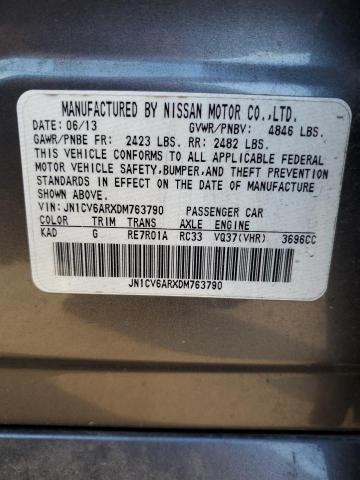 MANUFACTURED BY NISSAN MOTOR CO.,LTD.
DATE: 06/13 GVWR/PNBV: 4846 LBS.
GAWR/PNBE FR: 2423 LBS. RR: 2482 LBS.
THIS VEHICLE CONFORMS TO ALL APPLICABLE FEDERAL
MOTOR VEHICLE SAFETY,BUMPER,AND THEFT PREVENTION
STANDARDS IN EFFECT ON THE DATE OF MANUFACTURE
SHOWN ABOVE.
VIN: JN1CV6ARXDM763790 PASSENGER CAR
COLOR TRIM TRANS AXLE ENGINE
KAD G RE7R01A RC33 VQ37(VHR) 3696CC
JN1CV6ARXDM763790